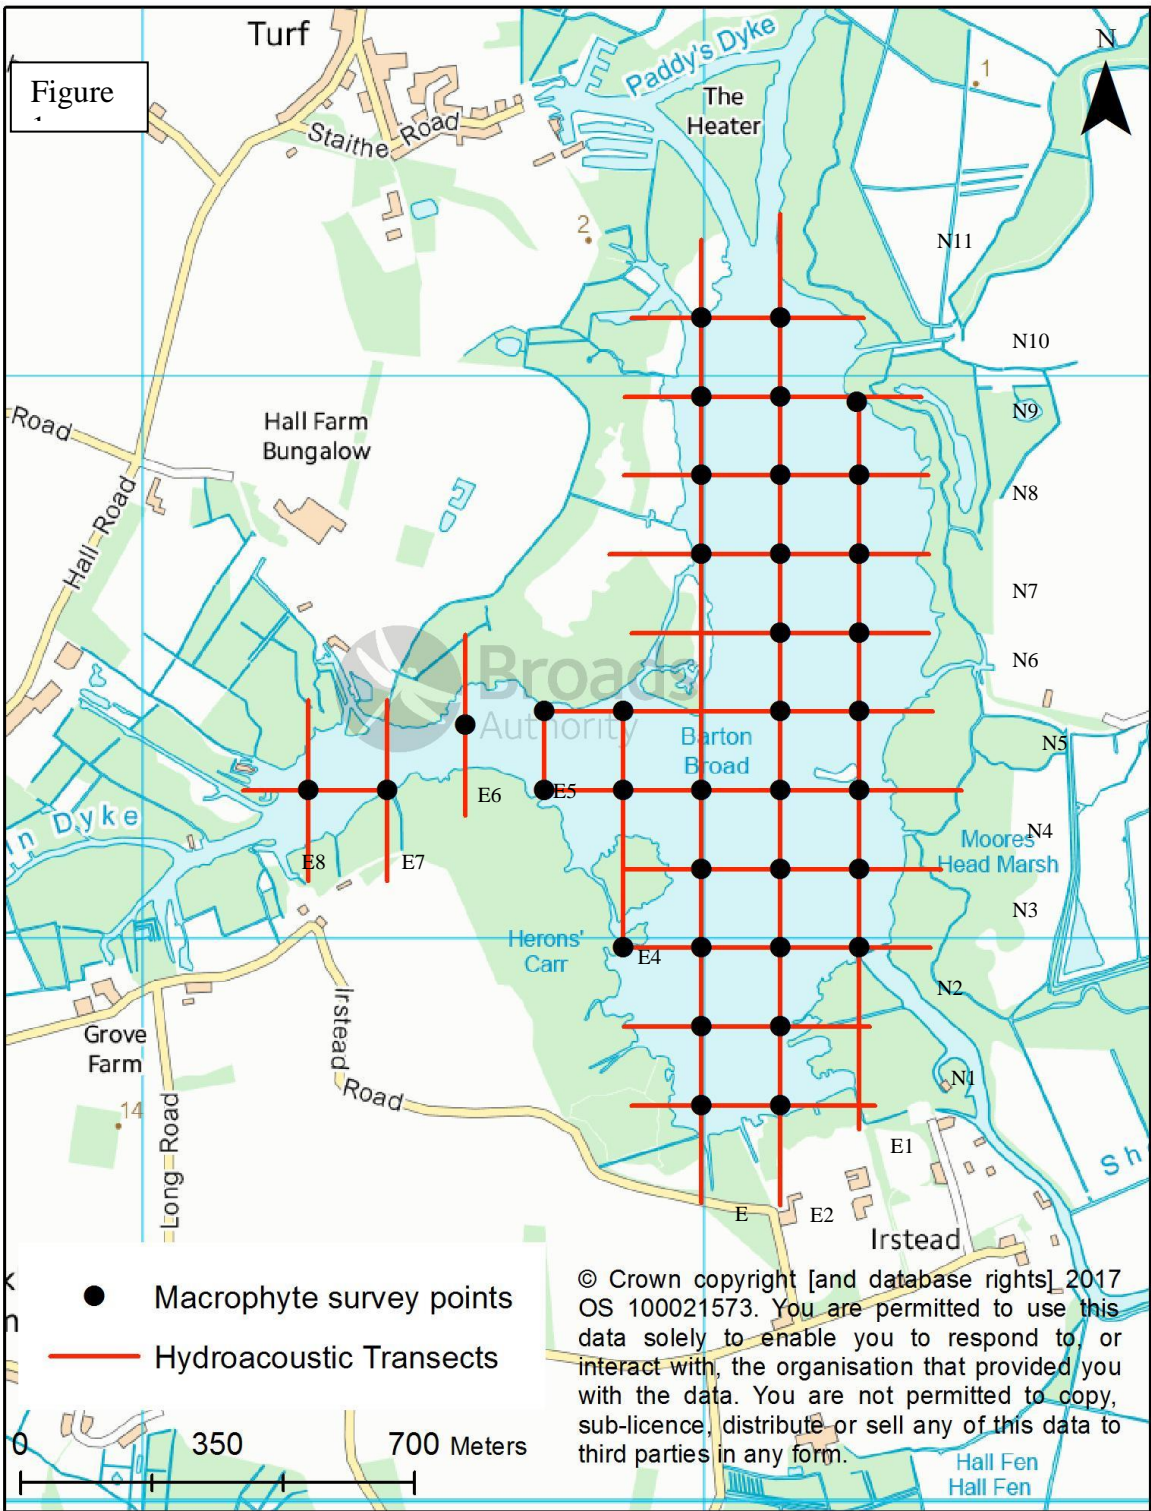 Turf
Figure
Staithe Road
Paddy's Dyke
The
Heater
N
1
2
N11
N10
Road
Hall Farm
Bungalow
N9
Hall Road
N8
N7
N6
Broads
Authority
Barton
Broad
N5
E6
E5
n Dyke
N4
Moores
Head Marsh
E8
E7
N3
Herons'
Carr
E4
N2
Grove
Farm
Irstead Road
N1
14
Long Road
E1
Sh
E
E2
Irstead
Macrophyte survey points
Hydroacoustic Transects
© Crown copyright [and database rights] 2017
OS 100021573. You are permitted to use this
data solely to enable you to respond to, or
interact with, the organisation that provided you
with the data. You are not permitted to copy,
sub-licence, distribute or sell any of this data to
third parties in any form.
0 350 700 Meters
Hall Fen
Hall Fen